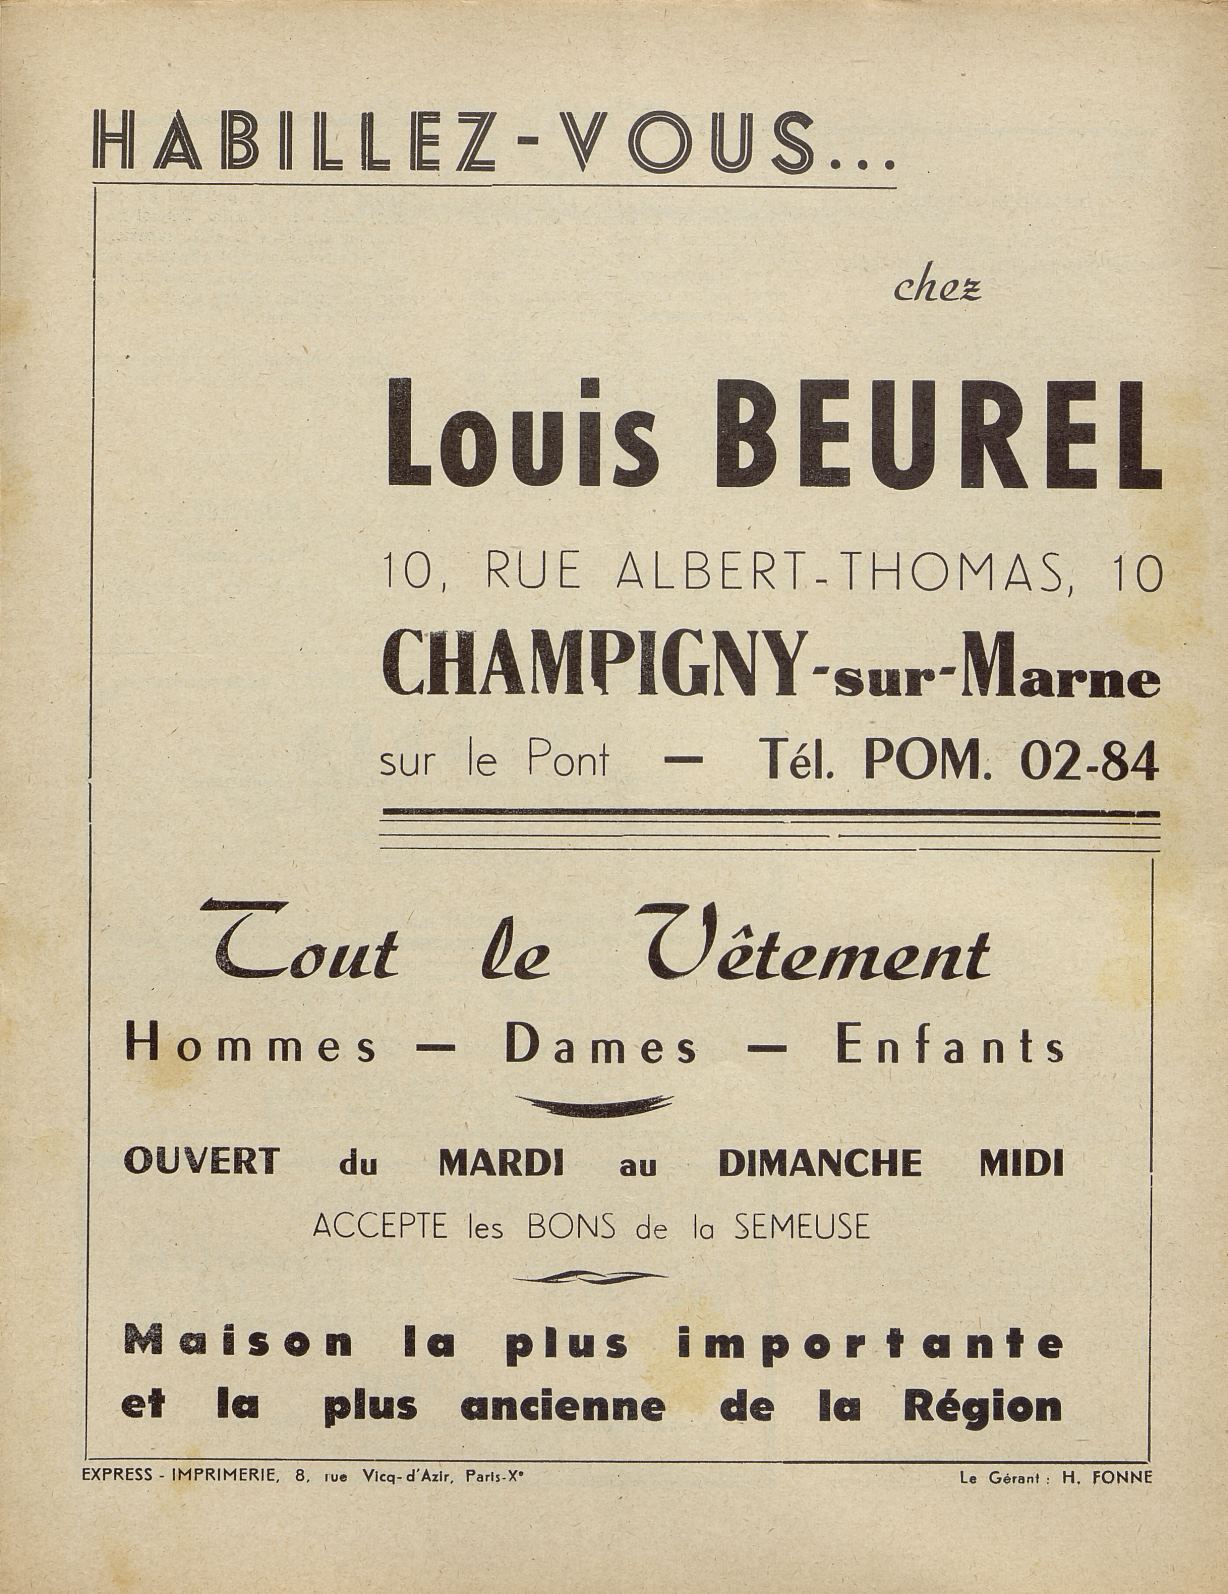 HABILLEZ-VOUS...
chez
Louis BEUREL
10, RUE ALBERT-THOMAS, 10
CHAMPIGNY-sur-Marne
sur le Pont — Tél. POM. 02-84
Tout le Vêtement
Hommes — Dames — Enfants
OUVERT du MARDI au DIMANCHE MIDI
ACCEPTE les BONS de la SEMEUSE
Maison la plus importante
et la plus ancienne de la Région
EXPRESS - IMPRIMERIE, 8, rue Vicq-d'Azir, Paris-Xe
Le Gérant : H. FONNE